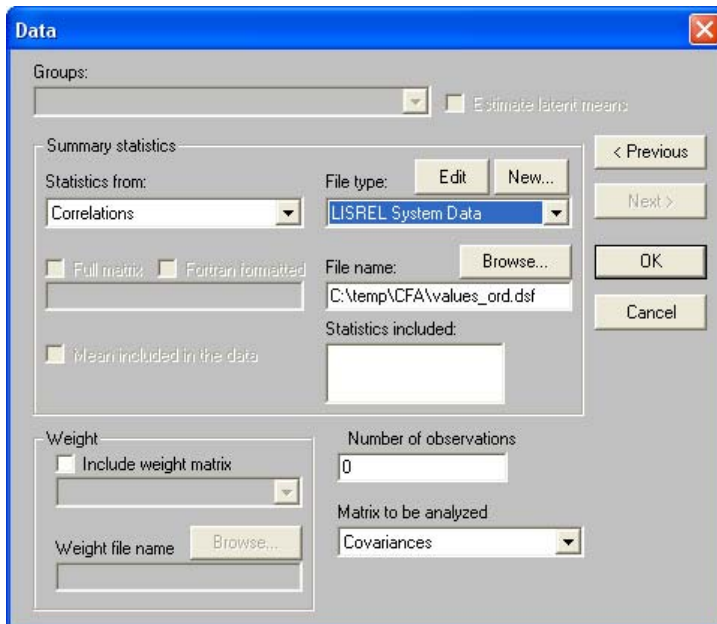 Data
Groups:
Estimate latent means
Summary statistics
< Previous
Statistics from:
File type:
Edit
New...
Correlations
LISREL System Data
Next >
Full matrix
Fortran formatted
File name:
Browse...
OK
C:\temp\CFA\values_ord.dsf
Mean included in the data
Statistics included:
Cancel
Weight
Include weight matrix
Number of observations
0
Matrix to be analyzed
Weight file name
Browse...
Covariances